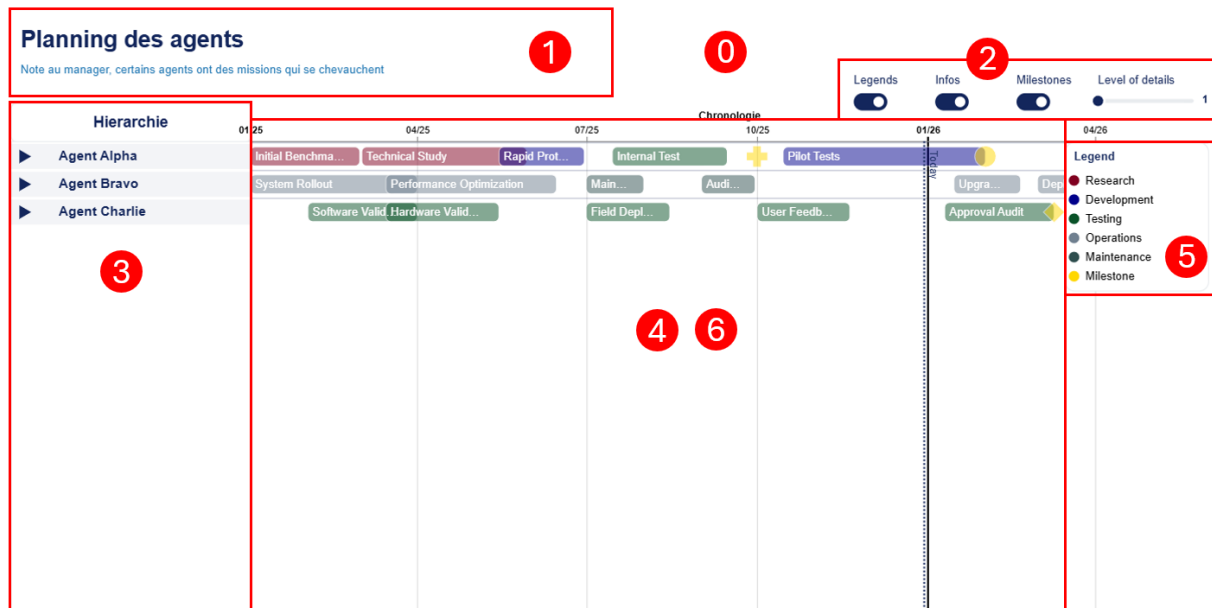 Planning des agents
Note au manager, certains agents ont des missions qui se chevauchent
1
0
2
Legends Infos Milestones Level of details
1
Chronologie
Hierarchie
01/25 04/25 07/25 10/25 01/26 04/26
Agent Alpha Initial Benchma... Technical Study Rapid Prot... Internal Test Pilot Tests
Today
Agent Bravo System Rollout Performance Optimization Main... Audi... Upgra... Dep
Agent Charlie Software Valid. Hardware Valid... Field Depl... User Feedb... Approval Audit
Legend
Research
Development
Testing
Operations
Maintenance
Milestone
3
5
4 6